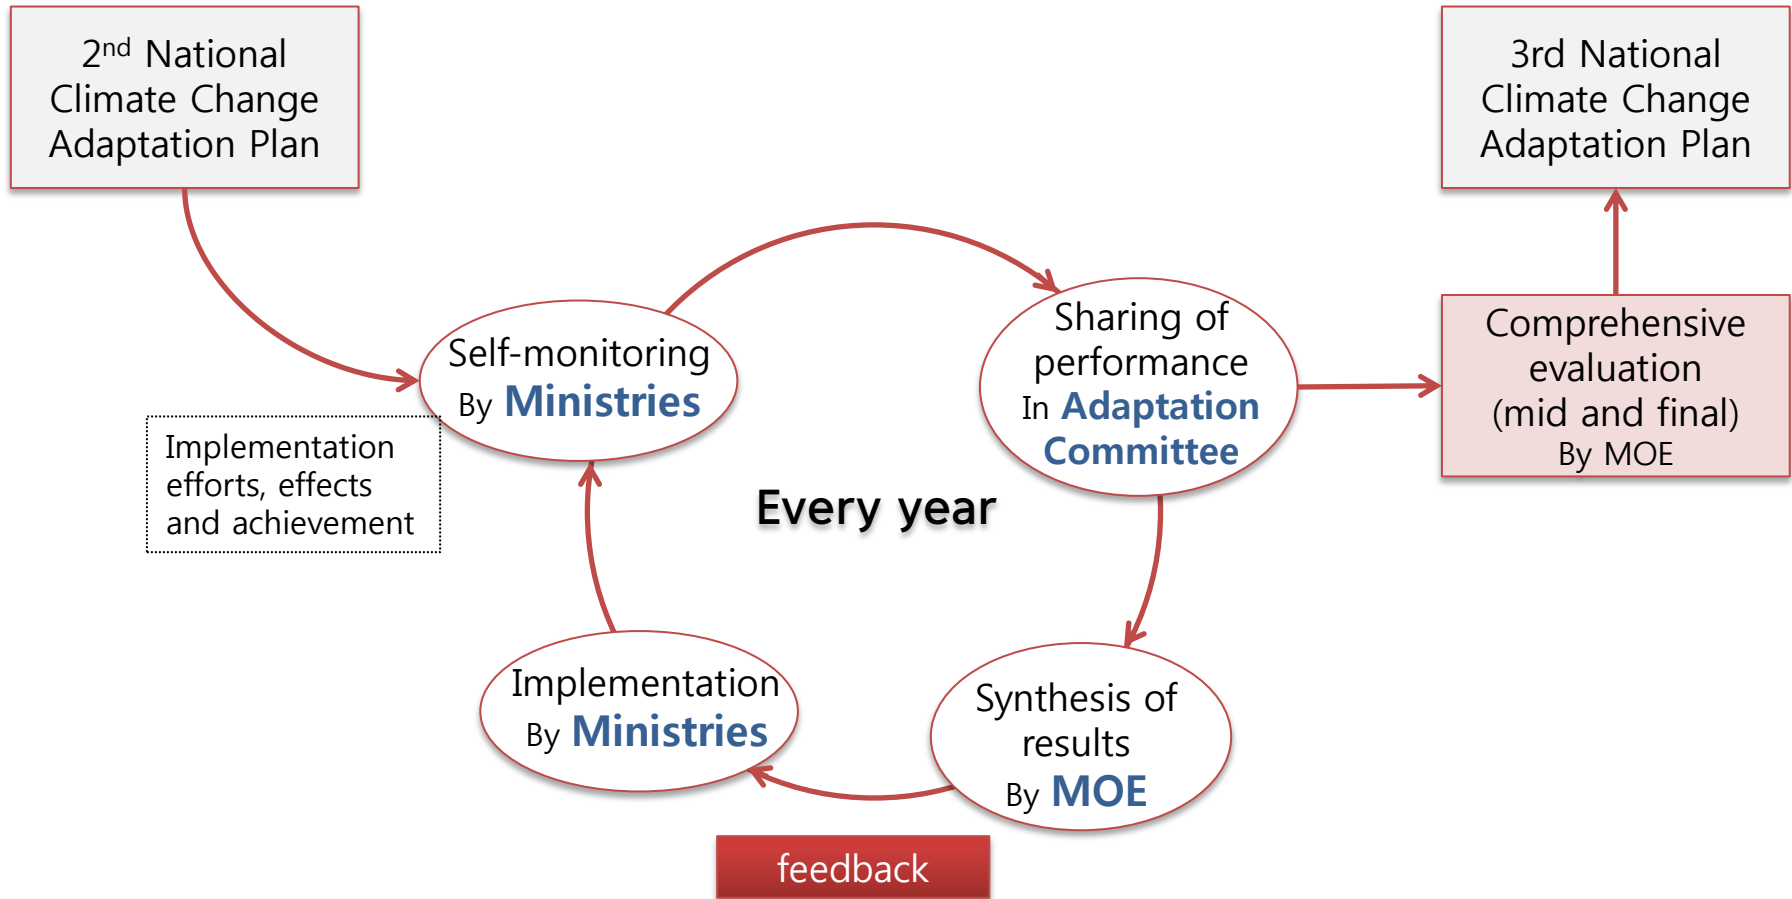 2nd National
Climate Change
Adaptation Plan
3rd National
Climate Change
Adaptation Plan
Self-monitoring
By Ministries
Implementation
efforts, effects
and achievement
Sharing of
performance
In Adaptation
Committee
Comprehensive
evaluation
(mid and final)
By MOE
Every year
Implementation
By Ministries
Synthesis of
results
By MOE
feedback